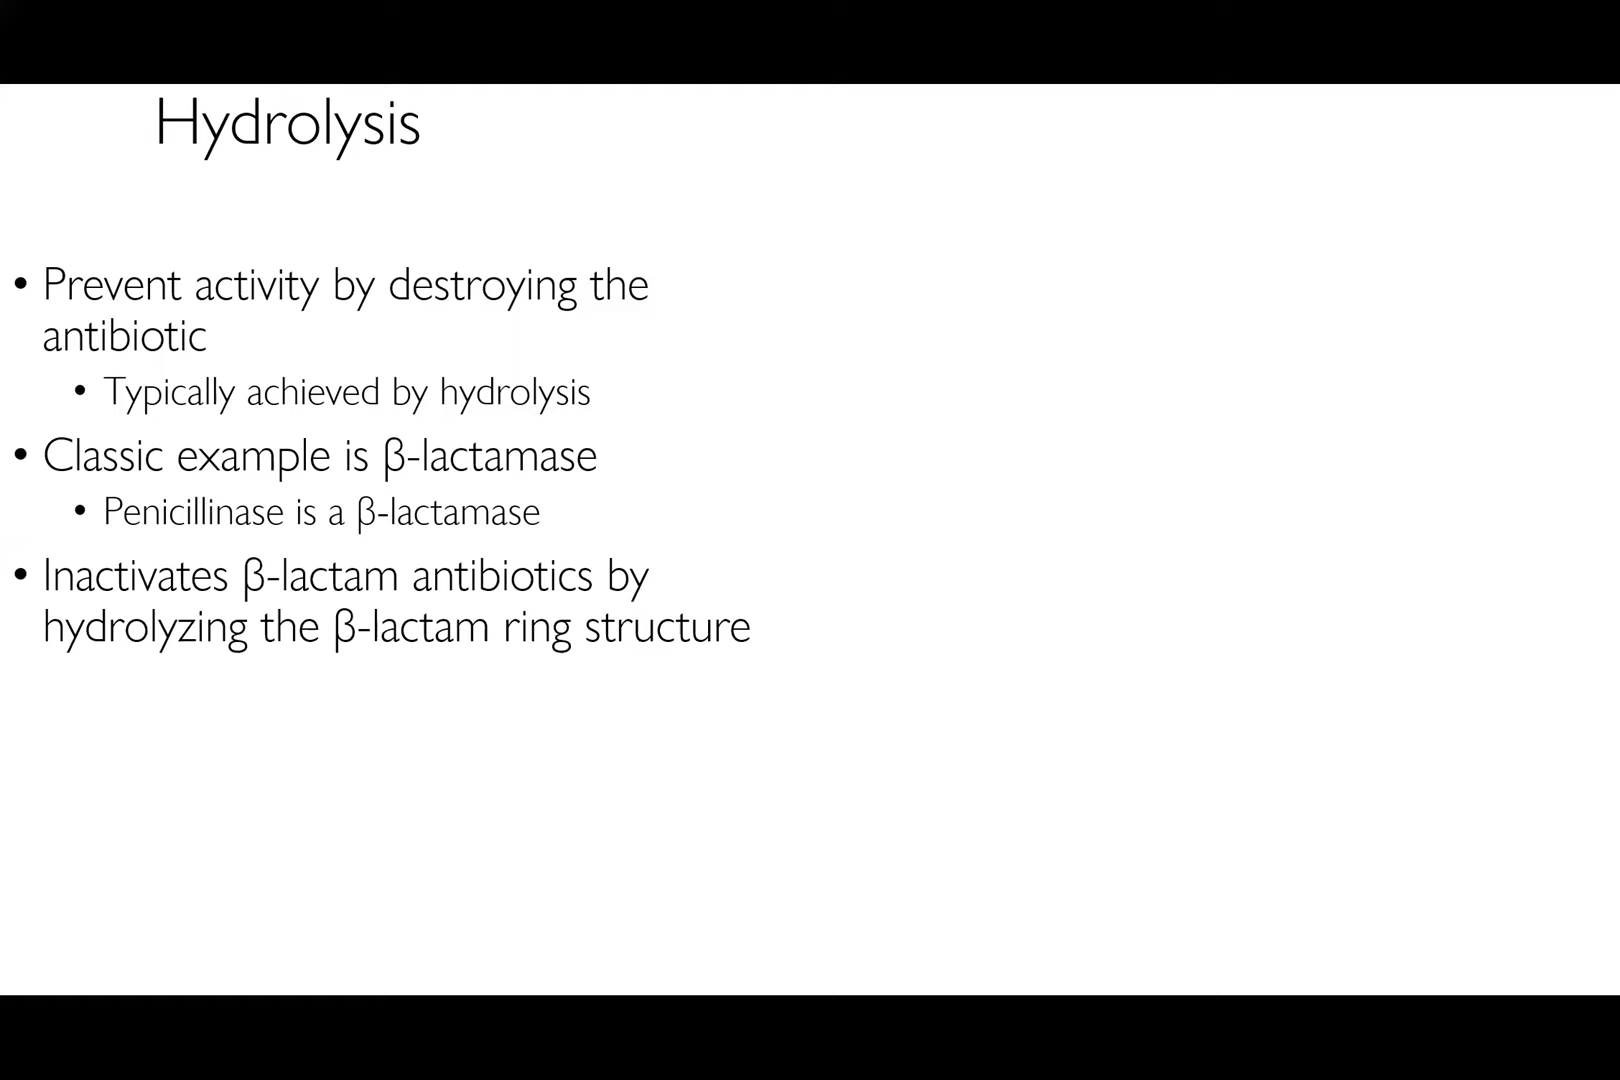 Hydrolysis
• Prevent activity by destroying the
antibiotic
• Typically achieved by hydrolysis
• Classic example is β-lactamase
• Penicillinase is a β-lactamase
• Inactivates β-lactam antibiotics by
hydrolyzing the β-lactam ring structure